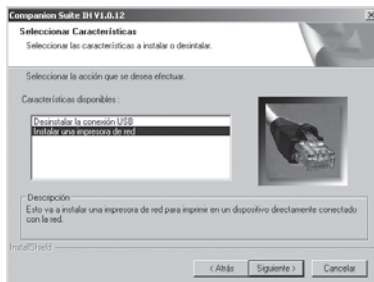 Companion Suite IH V1.0.12
Seleccionar Características
Seleccionar las características a instalar o desintalar.
Seleccionar la acción que se desea efectuar.
Características disponibles :
Desinstalar la conexión USB
Instalar una impresora de red
Descripción
Esto va a instalar una impresora de red para imprimir en un dispositivo directamente conectado
con la red.
InstallShield
< Atrás Siguiente > Cancelar